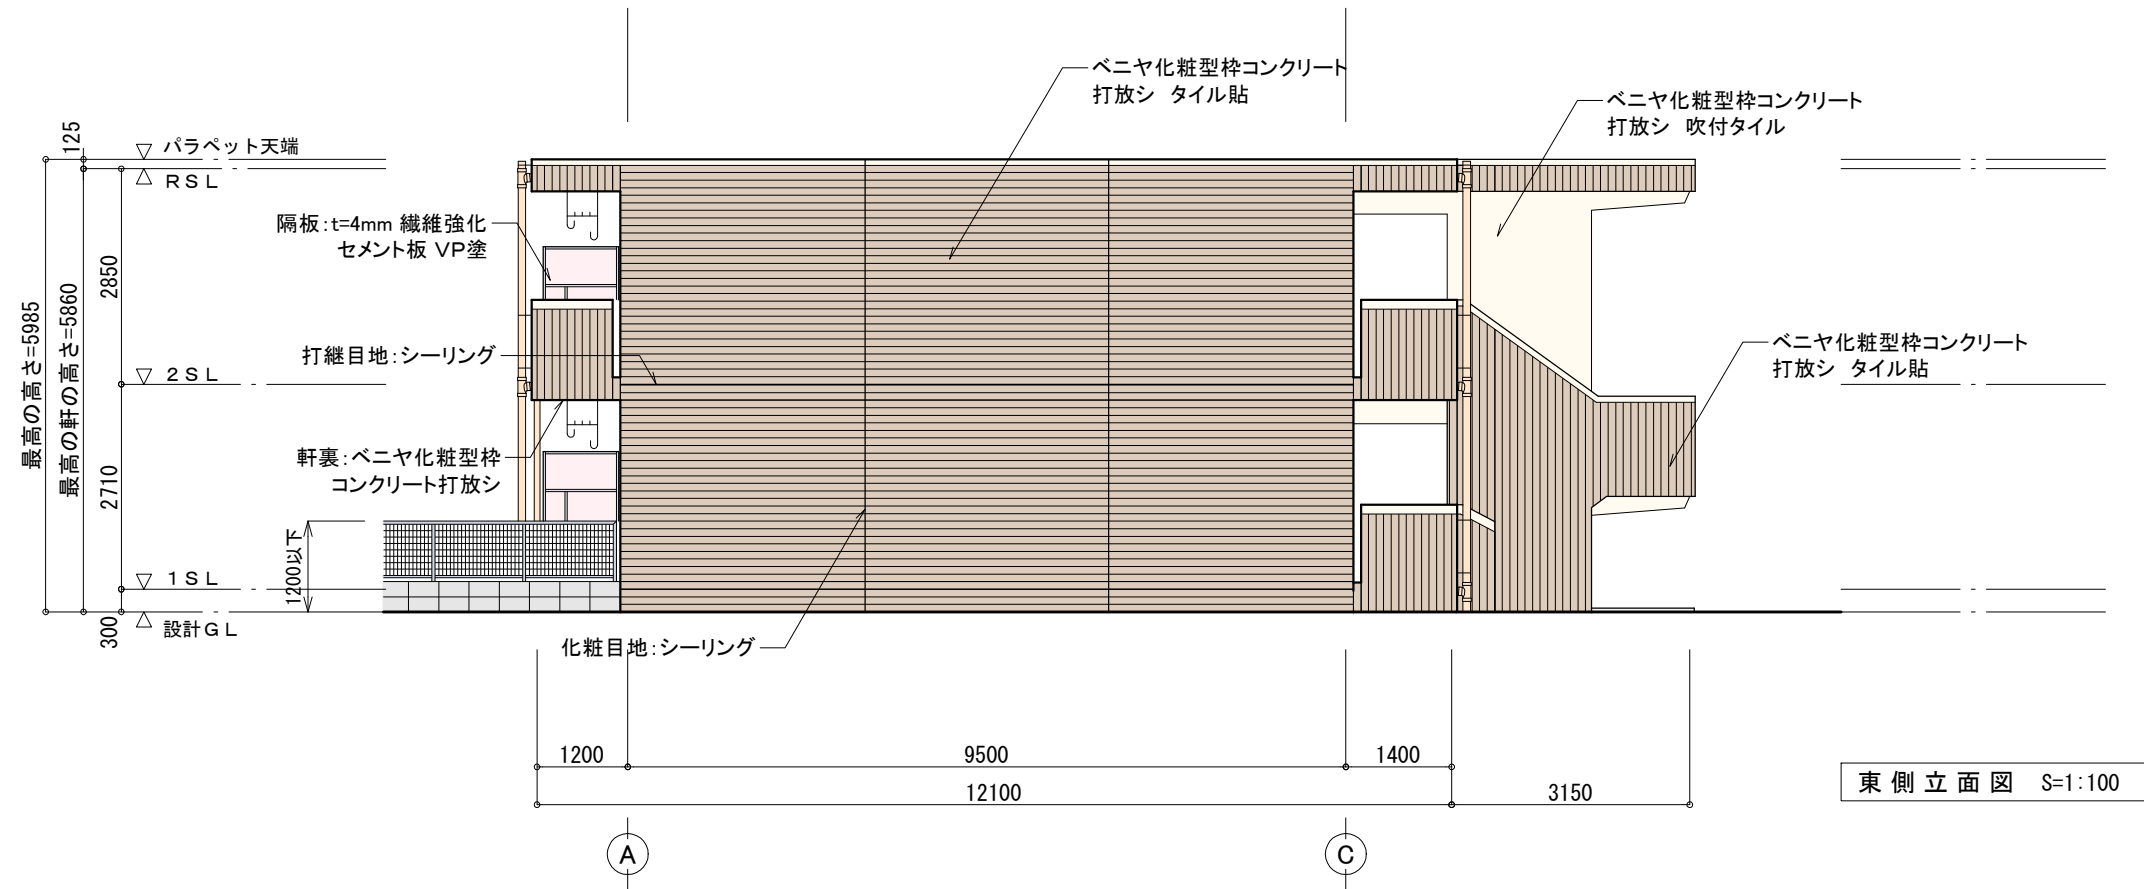 ベニヤ化粧型枠コンクリート
打放シ タイル貼
ベニヤ化粧型枠コンクリート
打放シ 吹付タイル
125
パラペット天端
RSL
隔板:t=4mm 繊維強化
セメント板 VP塗
2850
最高の高さ=5985
最高の軒の高さ=5860
打継目地:シーリング
ベニヤ化粧型枠コンクリート
打放シ タイル貼
2SL
軒裏:ベニヤ化粧型枠
コンクリート打放シ
2710
1200以下
1SL
300
設計GL
化粧目地:シーリング
1200
9500
1400
12100
3150
東側立面図 S=1:100
A
C